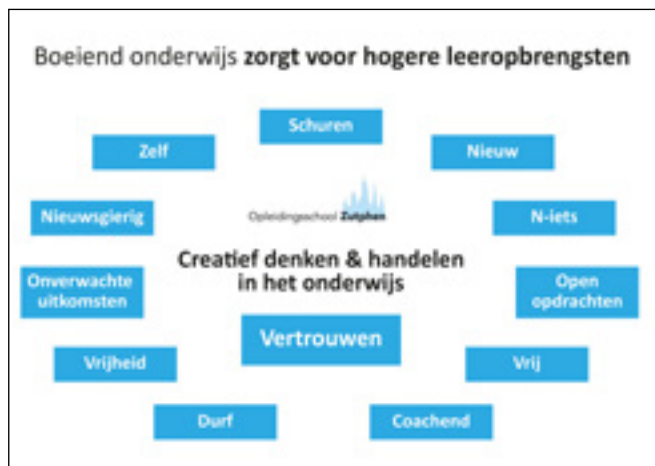 Boeiend onderwijs zorgt voor hogere leeropbrengsten
Schuren
Zelf
Nieuw
Nieuwsgierig
Opleidingsschool Zutphen
N-iets
Creatief denken & handelen
in het onderwijs
Onverwachte
uitkomsten
Open
opdrachten
Vertrouwen
Vrijheid
Vrij
Durf
Coachend